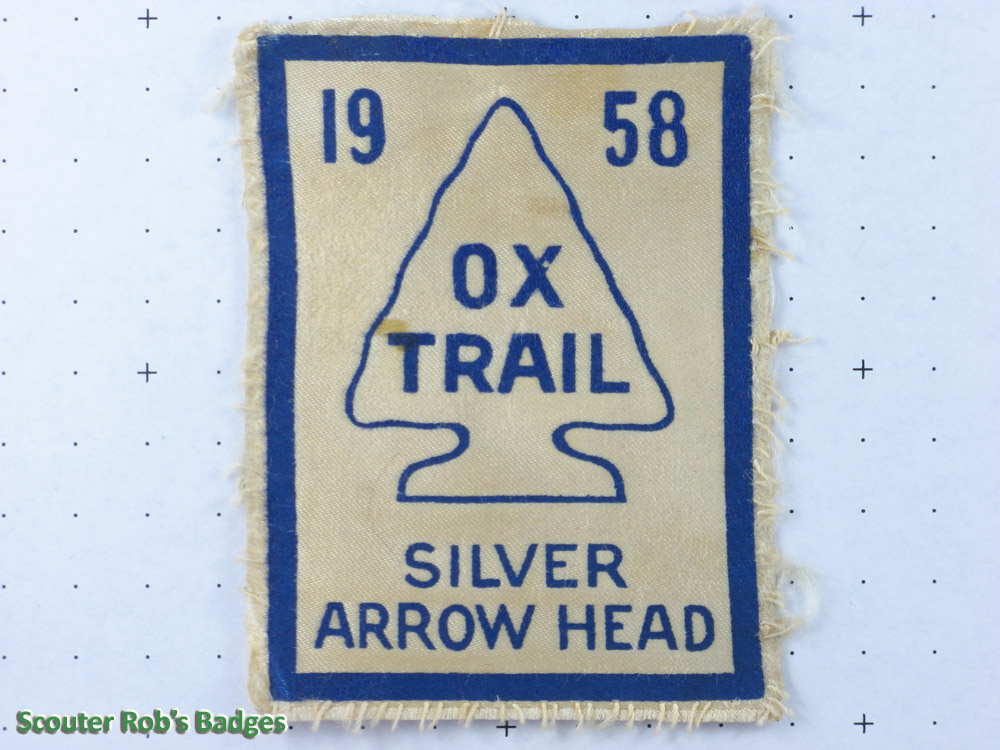 19 58
OX
TRAIL
SILVER
ARROW HEAD
Scouter Rob's Badges